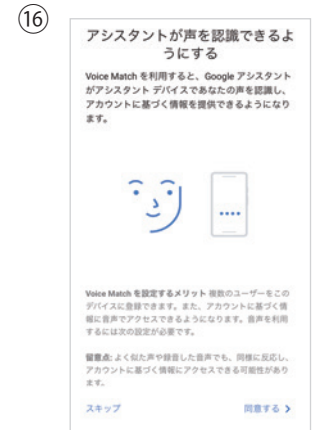 ⑯
アシスタントが声を認識できるよ
うにする
Voice Match を利用すると、Google アシスタント
がアシスタント デバイスであなたの声を認識し、
アカウントに基づく情報を提供できるようになり
ます。
Voice Match を設定するメリット 複数のユーザーをこの
デバイスに登録できます。また、アカウントに基づく情
報に音声でアクセスできるようになります。音声を利用
するには次の設定が必要です。
留意点: よく似た声や録音した音声でも、同様に反応し、
アカウントに基づく情報にアクセスできる可能性があり
ます。
スキップ 同意する